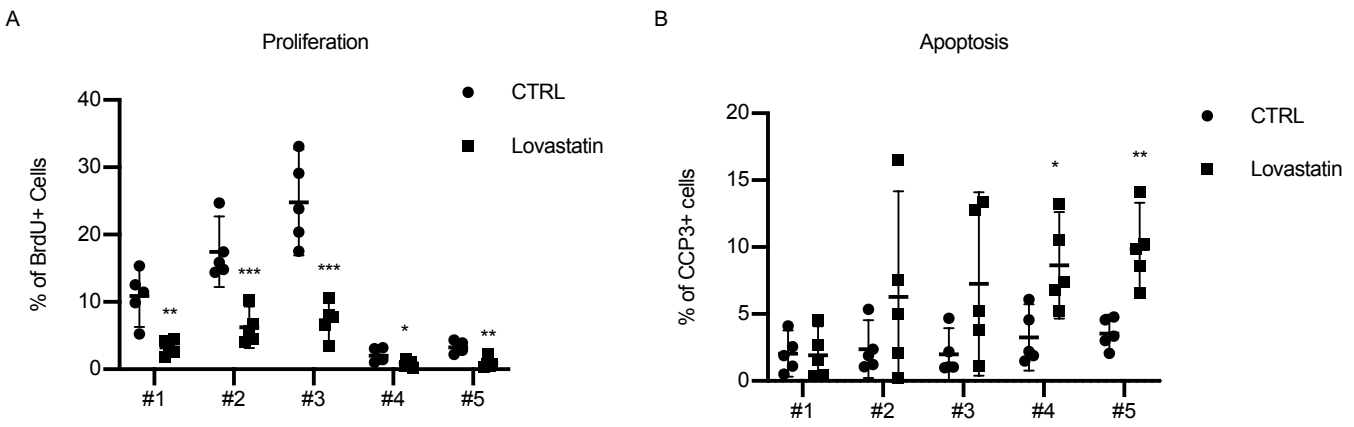 A
Proliferation
CTRL
Lovastatin
% of BrdU+ Cells
40
30
20
10
0
**
***
***
*
**
#1
#2
#3
#4
#5
B
Apoptosis
CTRL
Lovastatin
% of CCP3+ cells
20
15
10
5
0
*
**
#1
#2
#3
#4
#5